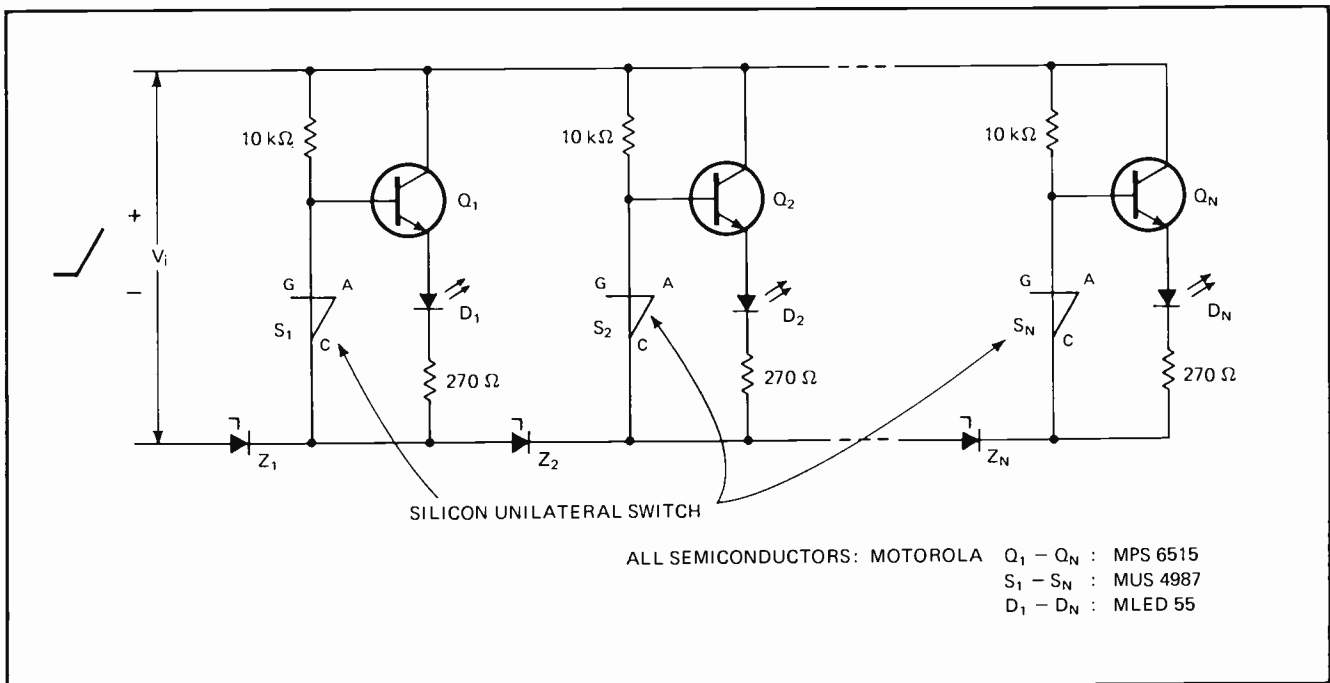 10 kΩ
10 kΩ
10 kΩ
Q1
Q2
QN
+
Vi
−
G A
S1
C
D1
G A
S2
C
D2
G A
SN
C
DN
270 Ω
270 Ω
270 Ω
Z1
Z2
ZN
SILICON UNILATERAL SWITCH
ALL SEMICONDUCTORS: MOTOROLA Q1 – QN : MPS 6515
S1 – SN : MUS 4987
D1 – DN : MLED 55